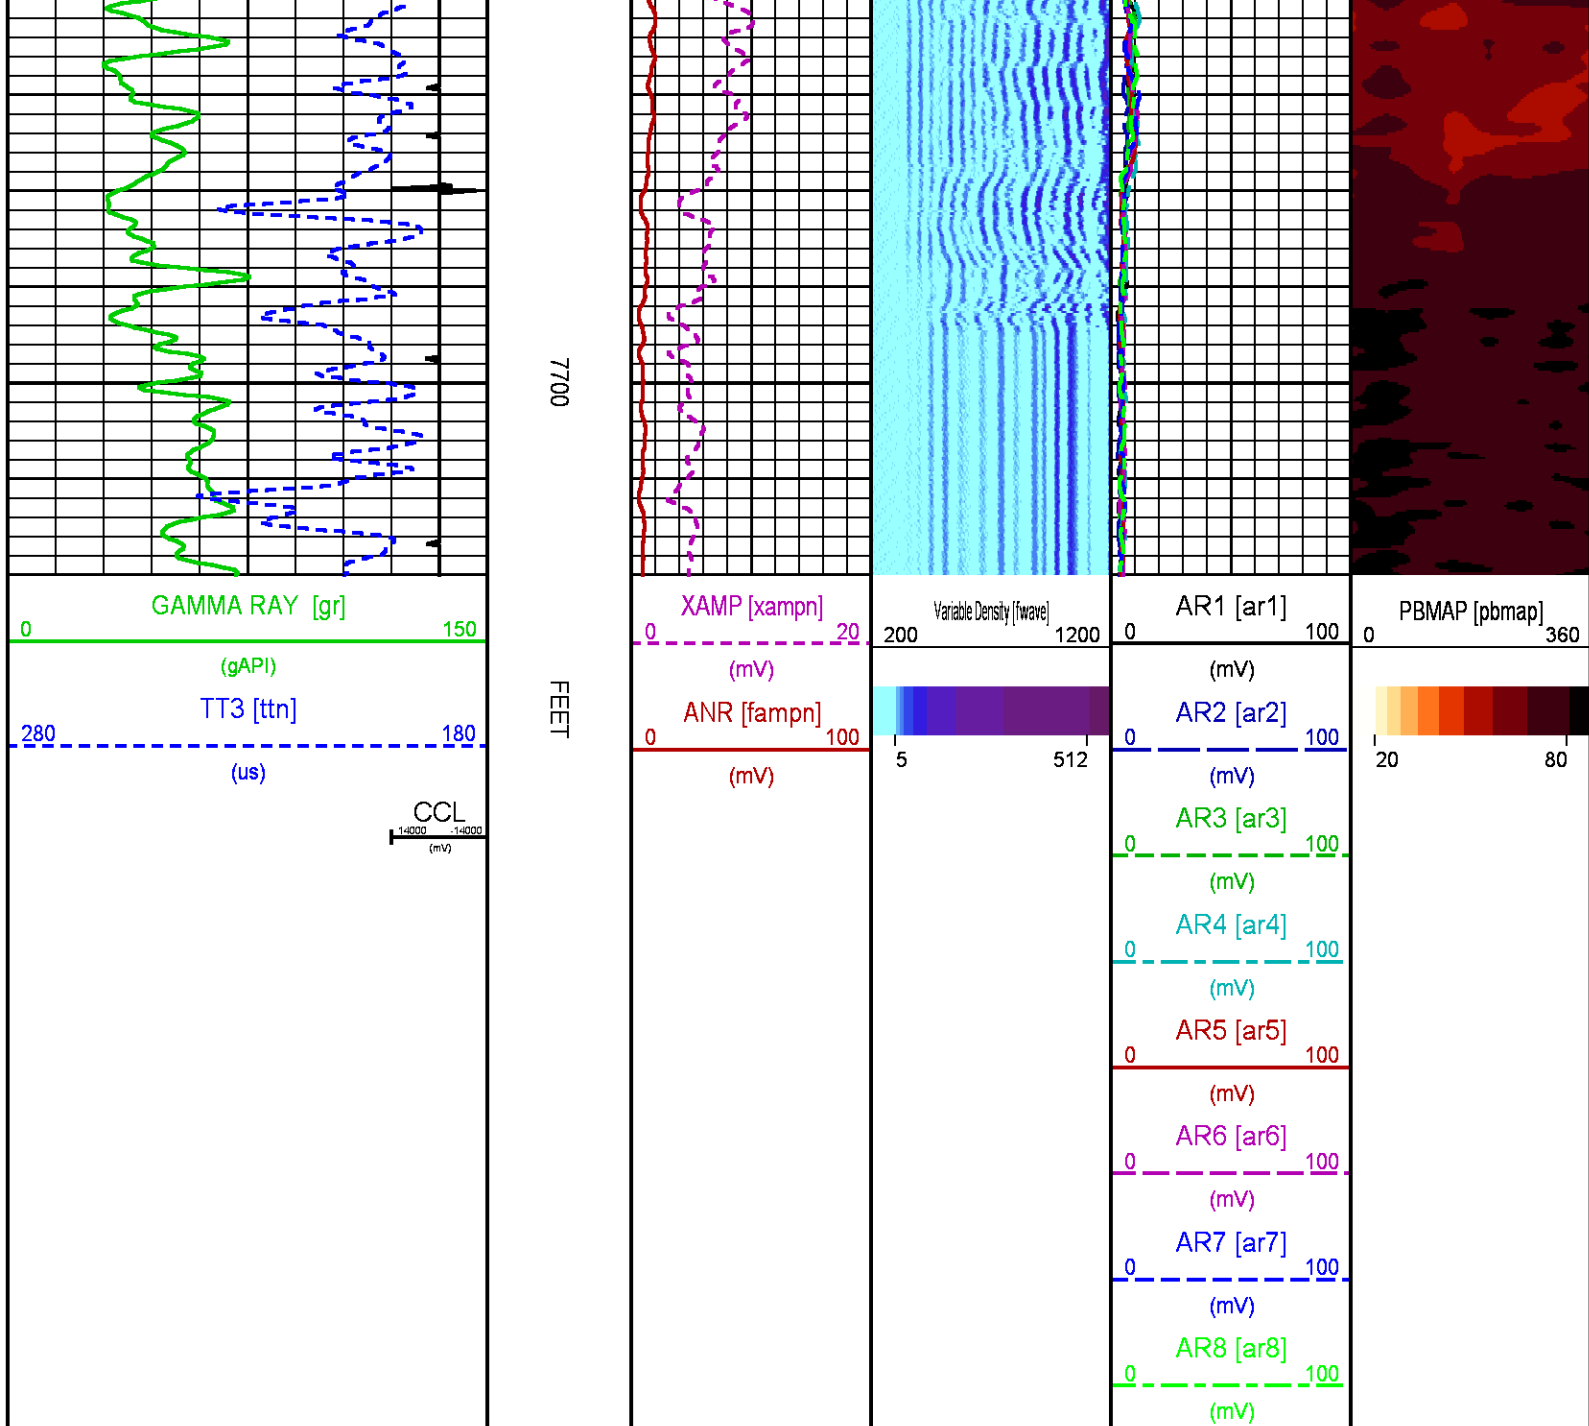 7700
FEET
GAMMA RAY [gr]
0 150
(gAPI)
TT3 [ttn]
280 180
(us)
CCL
14000 -14000
(mV)
XAMP [xampn]
0 20
(mV)
ANR [fampn]
0 100
(mV)
Variable Density [fwave]
200 1200
5 512
AR1 [ar1]
0 100
(mV)
AR2 [ar2]
0 100
(mV)
AR3 [ar3]
0 100
(mV)
AR4 [ar4]
0 100
(mV)
AR5 [ar5]
0 100
(mV)
AR6 [ar6]
0 100
(mV)
AR7 [ar7]
0 100
(mV)
AR8 [ar8]
0 100
(mV)
PBMAP [pbmap]
0 360
20 80